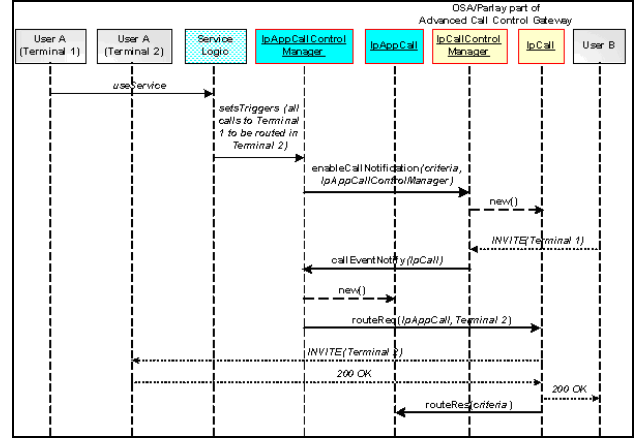 OSA/Parlay part of
Advanced Call Control Gateway
User A
(Terminal 1)
User A
(Terminal 2)
Service
Logic
IpAppCallControl
Manager
IpAppCall
IpCallControl
Manager
IpCall
User B
useService
setsTriggers (all
calls to Terminal
1 to be routed in
Terminal 2)
enableCallNotification(criteria,
IpAppCallControlManager)
new()
INVITE(Terminal 1)
callEventNotify(IpCall)
new()
routeReq(IpAppCall, Terminal 2)
INVITE(Terminal 2)
200 OK
200 OK
routeRes(criteria)